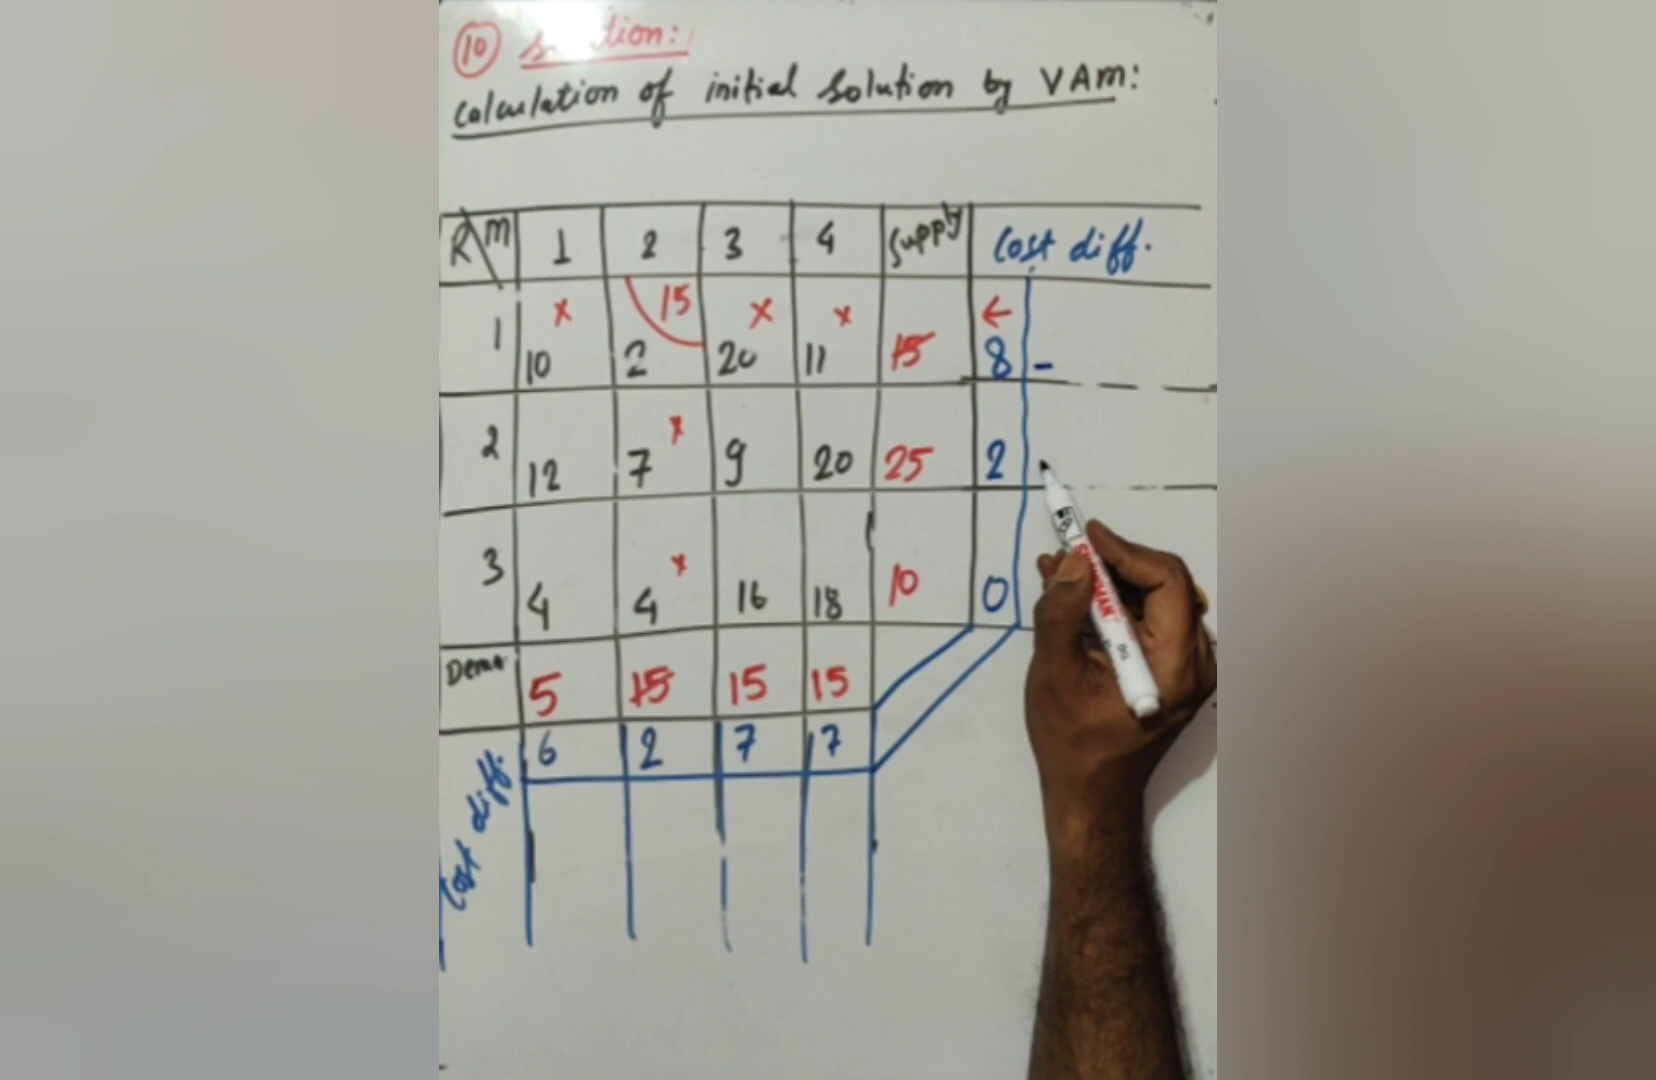 10 Solution:
Calculation of initial Solution by VAM:
R M 1 2 3 4 Supply Cost diff.
1 10 x 2 15 20 x 11 x 15 ← 8 -
2 12 7 x 9 20 25 2
3 4 4 x 16 18 10 0
Dem 5 15 15 15
Cost diff. 6 2 7 7